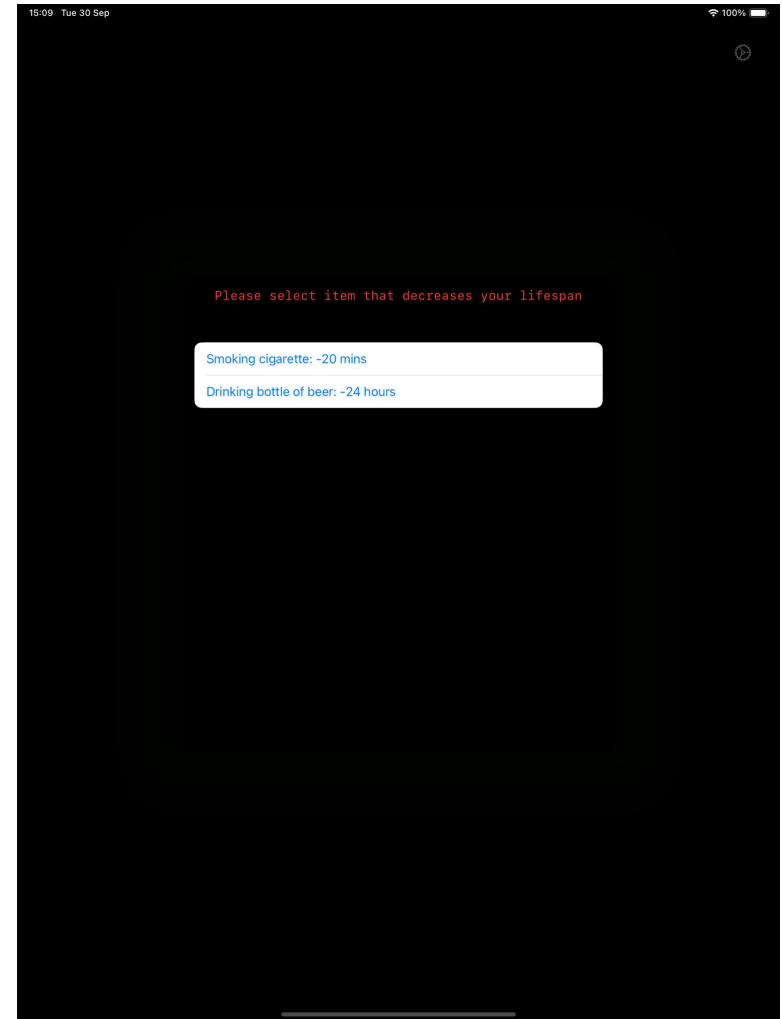 15:09 Tue 30 Sep 100%
Please select item that decreases your lifespan
Smoking cigarette: -20 mins
Drinking bottle of beer: -24 hours